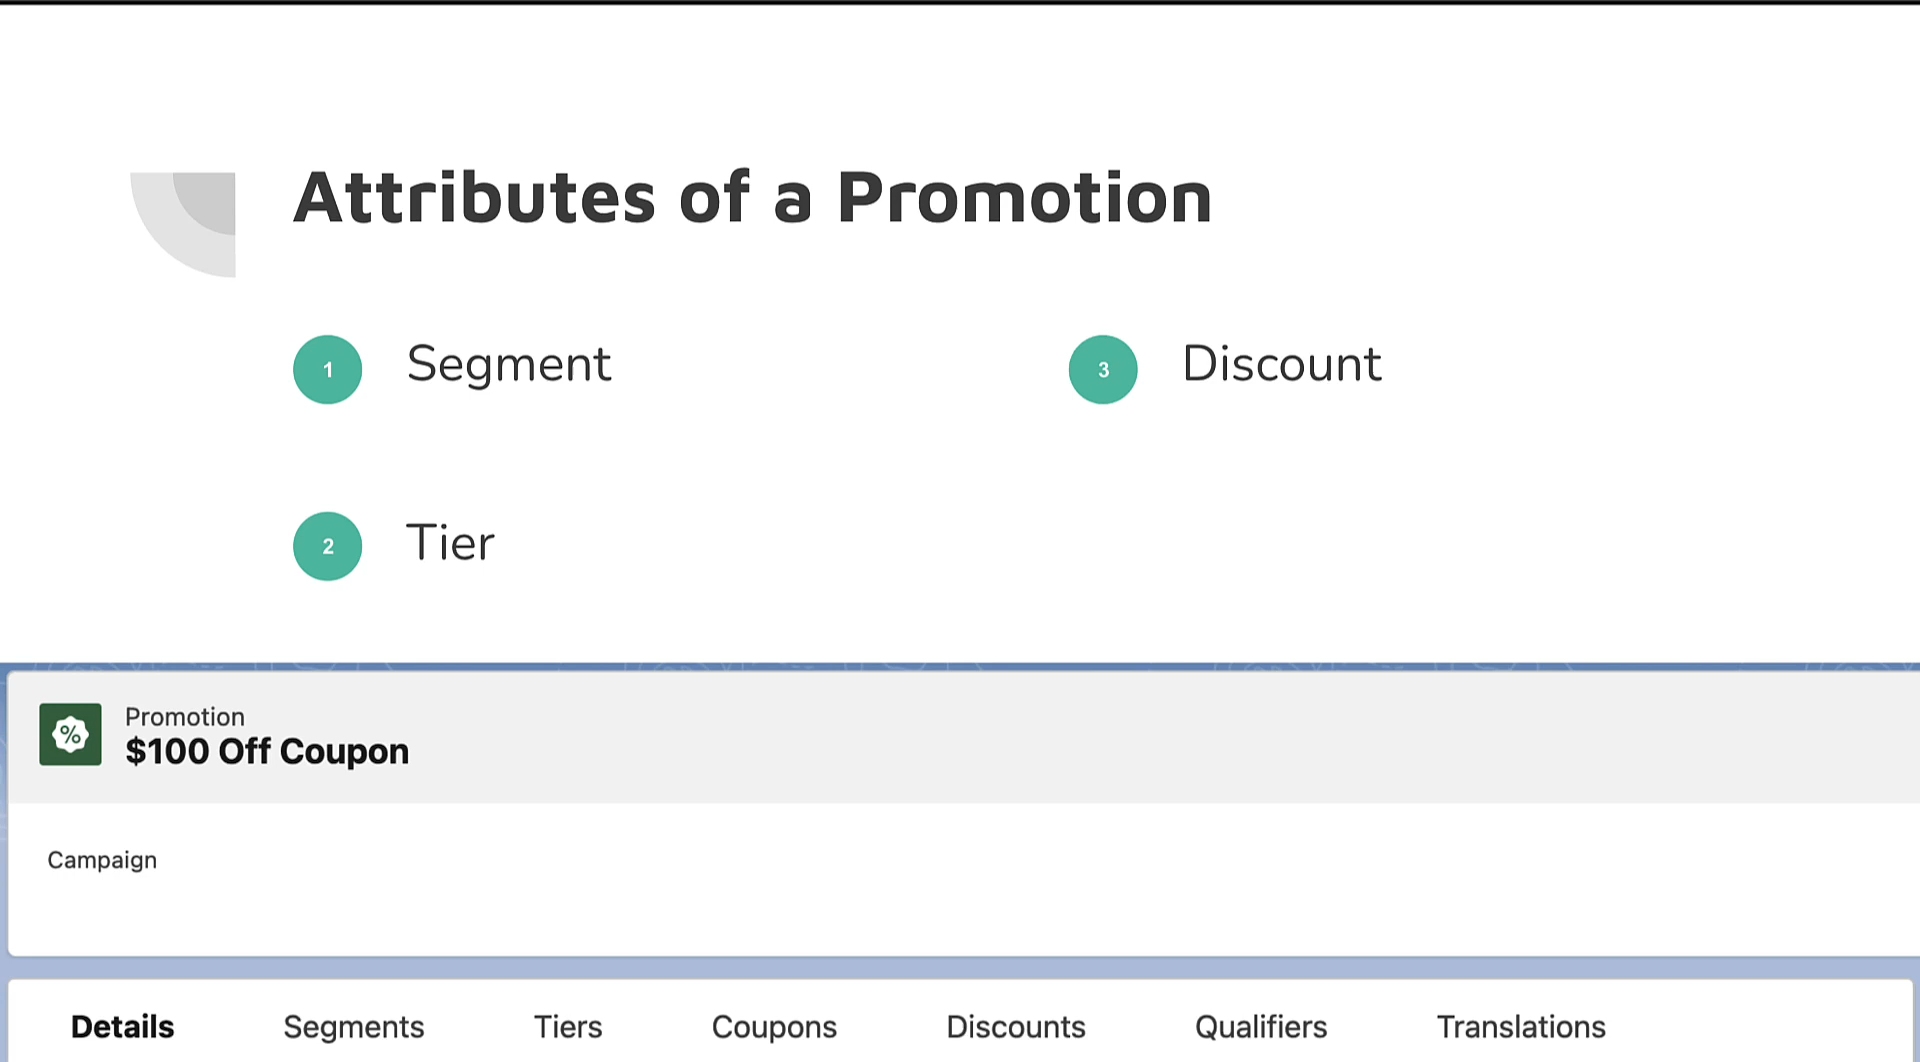 Attributes of a Promotion
1 Segment
2 Tier
3 Discount
%
Promotion
$100 Off Coupon
Campaign
Details Segments Tiers Coupons Discounts Qualifiers Translations